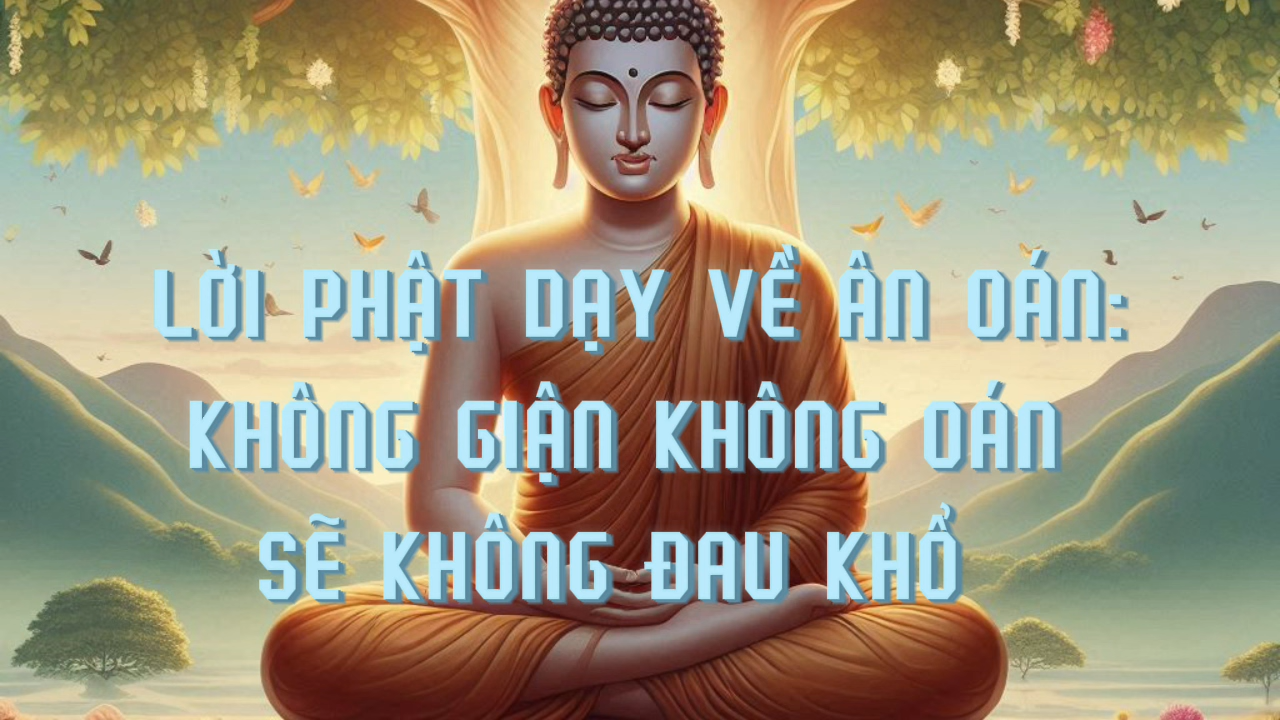 LỜI PHẬT DẠY VỀ ÂN OÁN:
KHÔNG GIẬN KHÔNG OÁN
SẼ KHÔNG ĐAU KHỔ